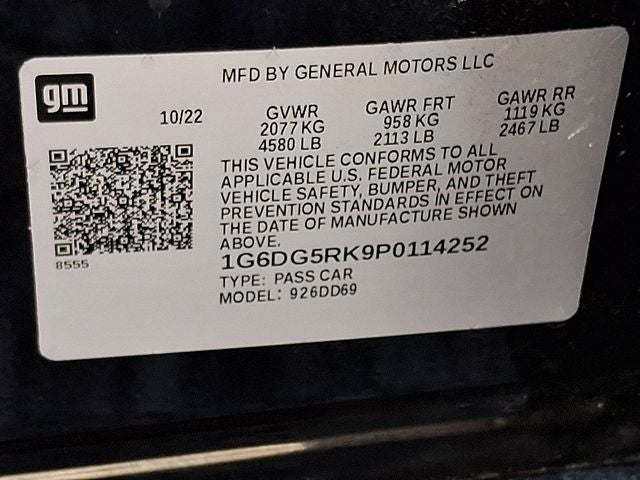 gm
MFD BY GENERAL MOTORS LLC
10/22
GVWR
2077 KG
4580 LB
GAWR FRT
958 KG
2113 LB
GAWR RR
1119 KG
2467 LB
THIS VEHICLE CONFORMS TO ALL
APPLICABLE U.S. FEDERAL MOTOR
VEHICLE SAFETY, BUMPER, AND THEFT
PREVENTION STANDARDS IN EFFECT ON
THE DATE OF MANUFACTURE SHOWN
ABOVE.
8555
1G6DG5RK9P0114252
TYPE: PASS CAR
MODEL: 926DD69